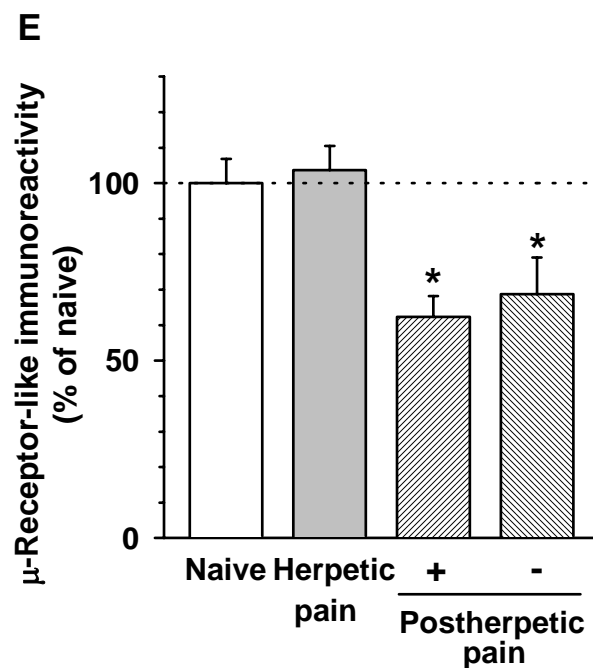 E
μ-Receptor-like immunoreactivity
(% of naive)
100
50
0
*
*
Naive Herpetic pain
+
-
Postherpetic
pain